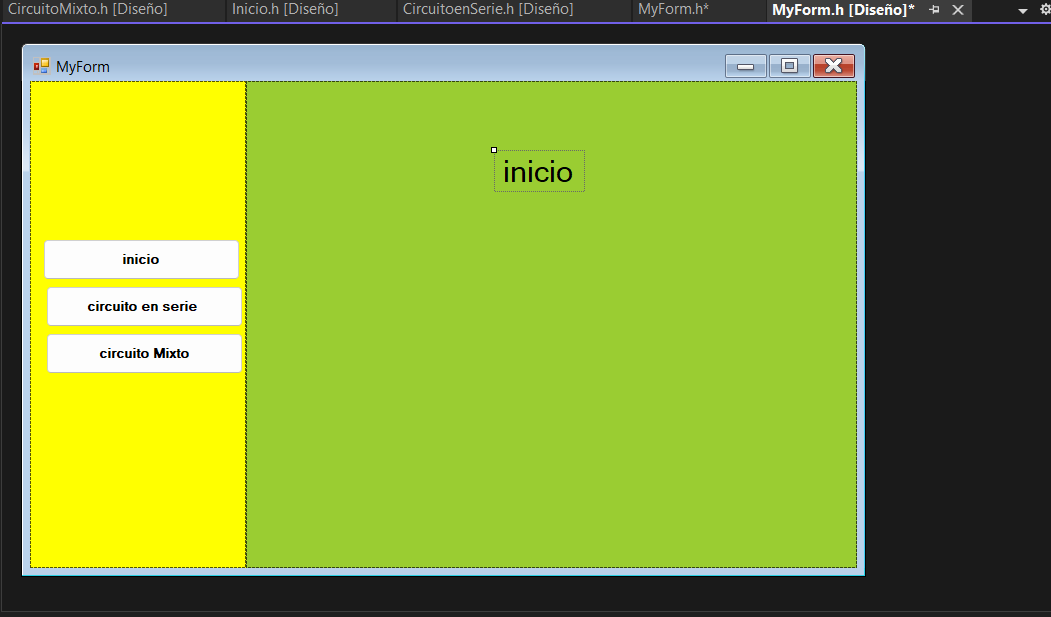 CircuitoMixto.h [Diseño]
Inicio.h [Diseño]
CircuitoenSerie.h [Diseño]
MyForm.h*
MyForm.h [Diseño]*
MyForm
inicio
inicio
circuito en serie
circuito Mixto